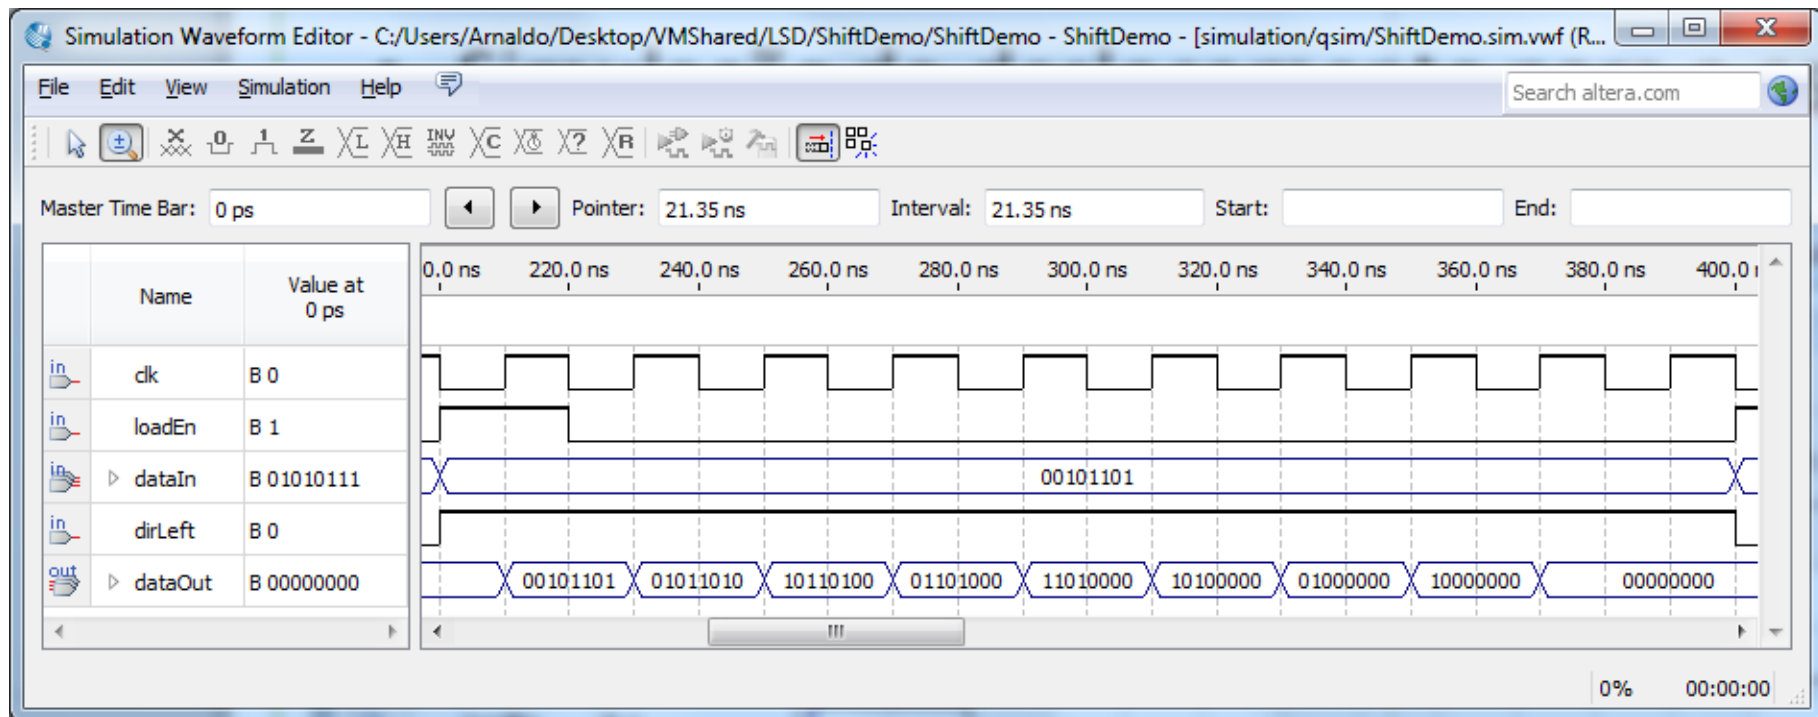 Simulation Waveform Editor - C:/Users/Arnaldo/Desktop/VMShared/LSD/ShiftDemo/ShiftDemo - ShiftDemo - [simulation/qsim/ShiftDemo.sim.vwf (R...
File Edit View Simulation Help Search altera.com
Master Time Bar: 0 ps Pointer: 21.35 ns Interval: 21.35 ns Start: End:
Name Value at 0 ps 0.0 ns 220.0 ns 240.0 ns 260.0 ns 280.0 ns 300.0 ns 320.0 ns 340.0 ns 360.0 ns 380.0 ns 400.0
in clk B 0
in loadEn B 1
in dataIn B 01010111 00101101
in dirLeft B 0
out dataOut B 00000000 00101101 01011010 10110100 01101000 11010000 10100000 01000000 10000000 00000000
0% 00:00:00